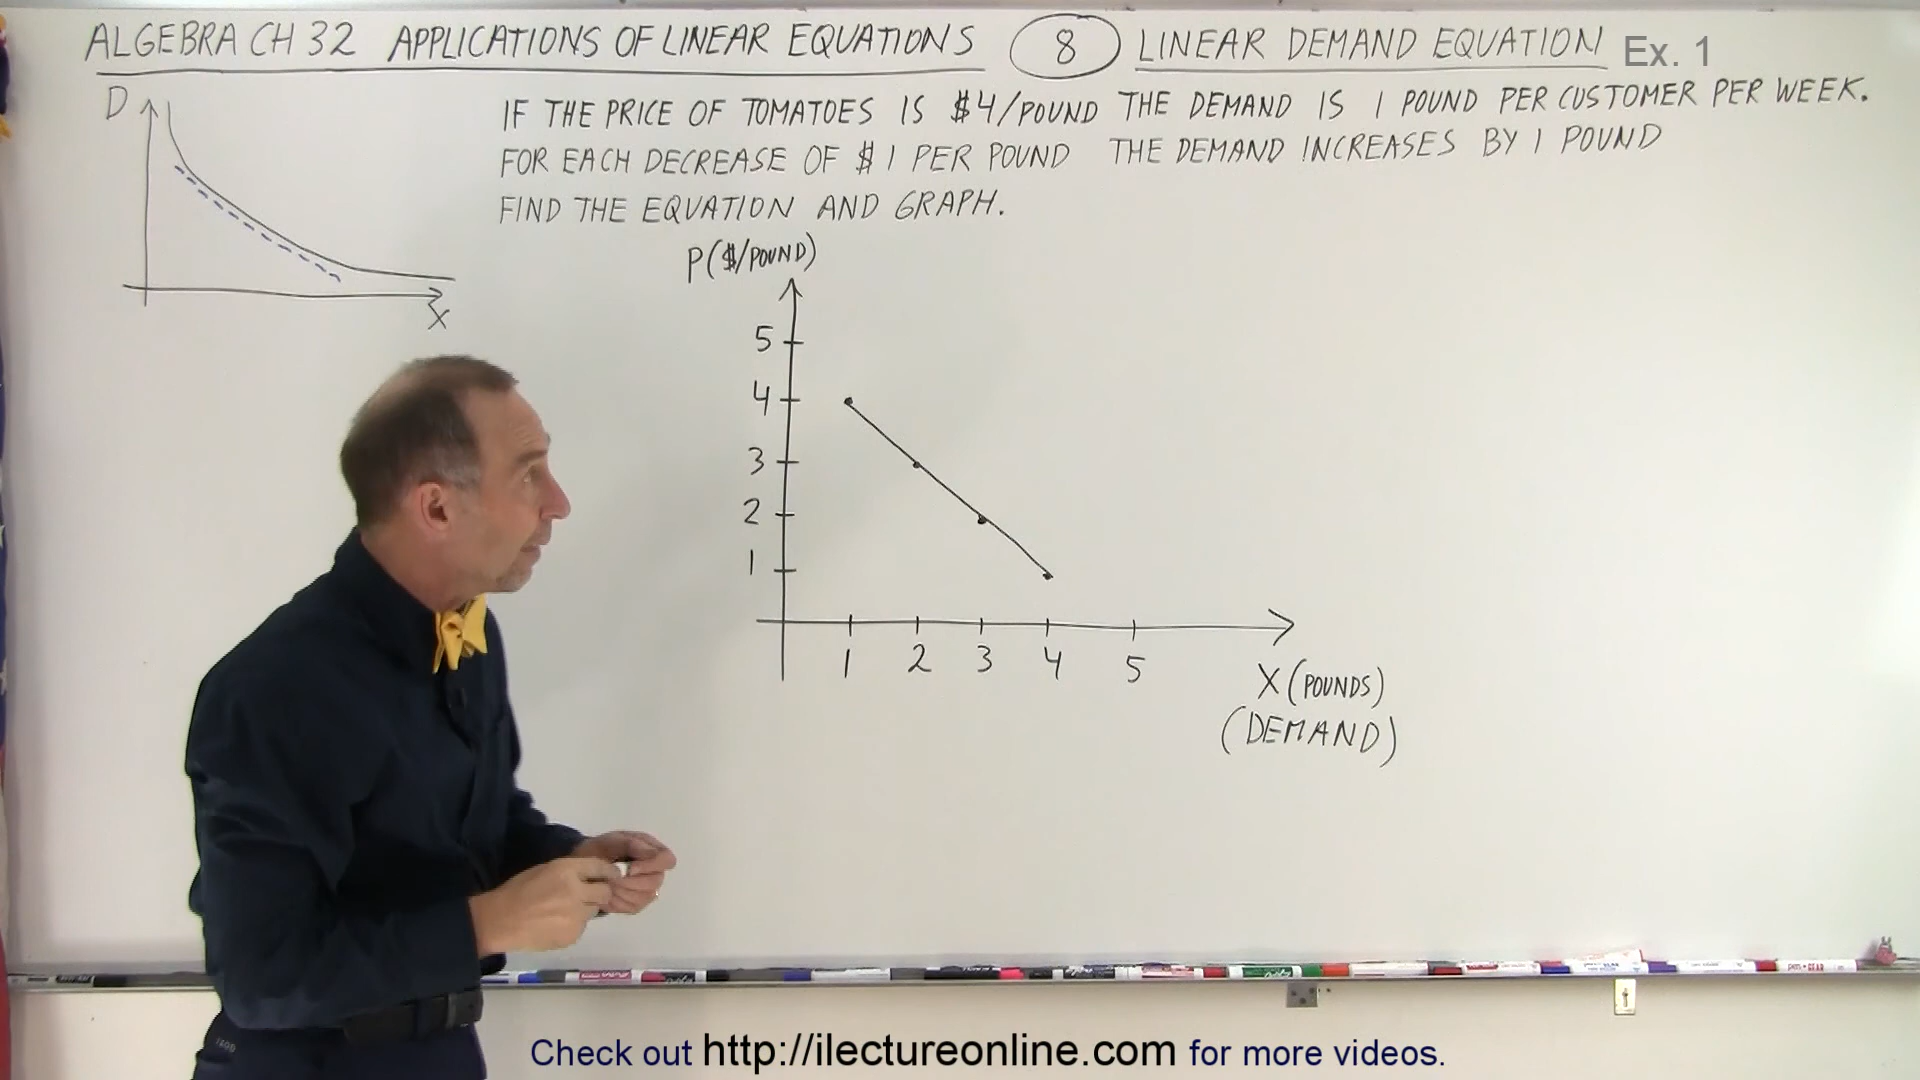 ALGEBRA CH 32 APPLICATIONS OF LINEAR EQUATIONS 8 LINEAR DEMAND EQUATION Ex. 1
D
X
IF THE PRICE OF TOMATOES IS $4/POUND THE DEMAND IS 1 POUND PER CUSTOMER PER WEEK.
FOR EACH DECREASE OF $1 PER POUND THE DEMAND INCREASES BY 1 POUND
FIND THE EQUATION AND GRAPH.
P($/POUND)
5
4
3
2
1
1 2 3 4 5
X (POUNDS)
(DEMAND)
Check out http://ilectureonline.com for more videos.